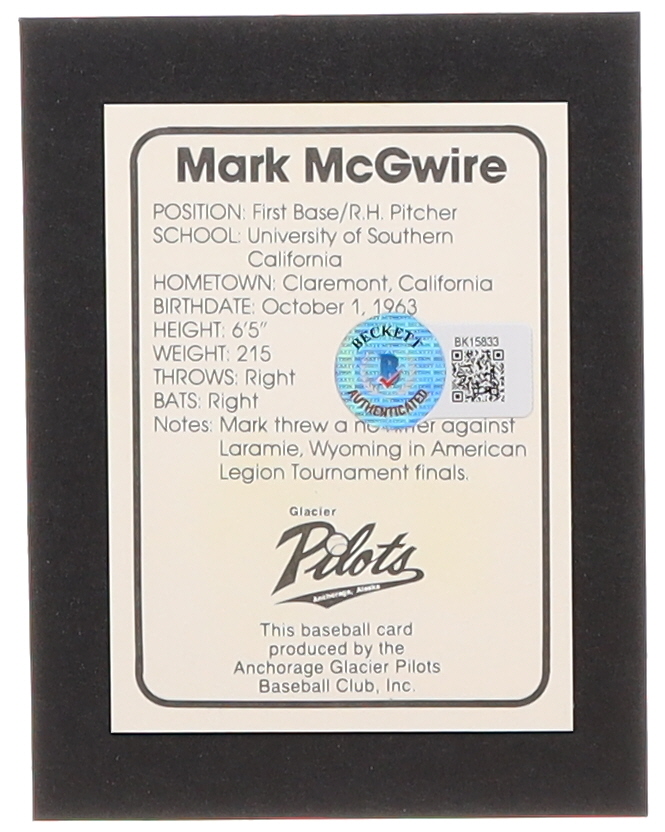 Mark McGwire
POSITION: First Base/R.H. Pitcher
SCHOOL: University of Southern
California
HOMETOWN: Claremont, California
BIRTHDATE: October 1, 1963
HEIGHT: 6'5"
WEIGHT: 215
THROWS: Right
BATS: Right
BECKETT
B
AUTHENTICATED
BK15833
Notes: Mark threw a no hitter against
Laramie, Wyoming in American
Legion Tournament finals.
Glacier
Pilots
Anchorage, Alaska
This baseball card
produced by the
Anchorage Glacier Pilots
Baseball Club, Inc.